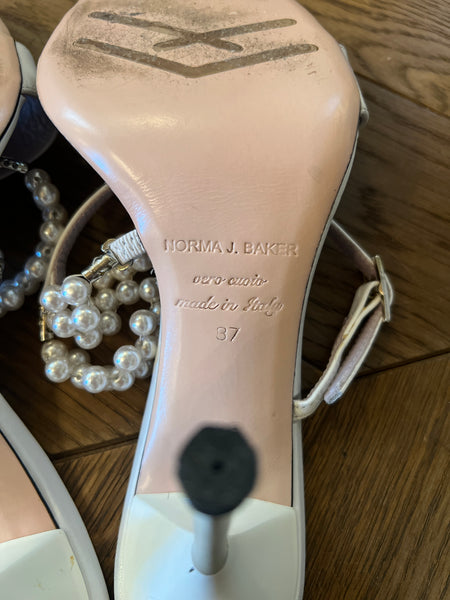 NORMA J. BAKER
vero cuoio
made in Italy
37